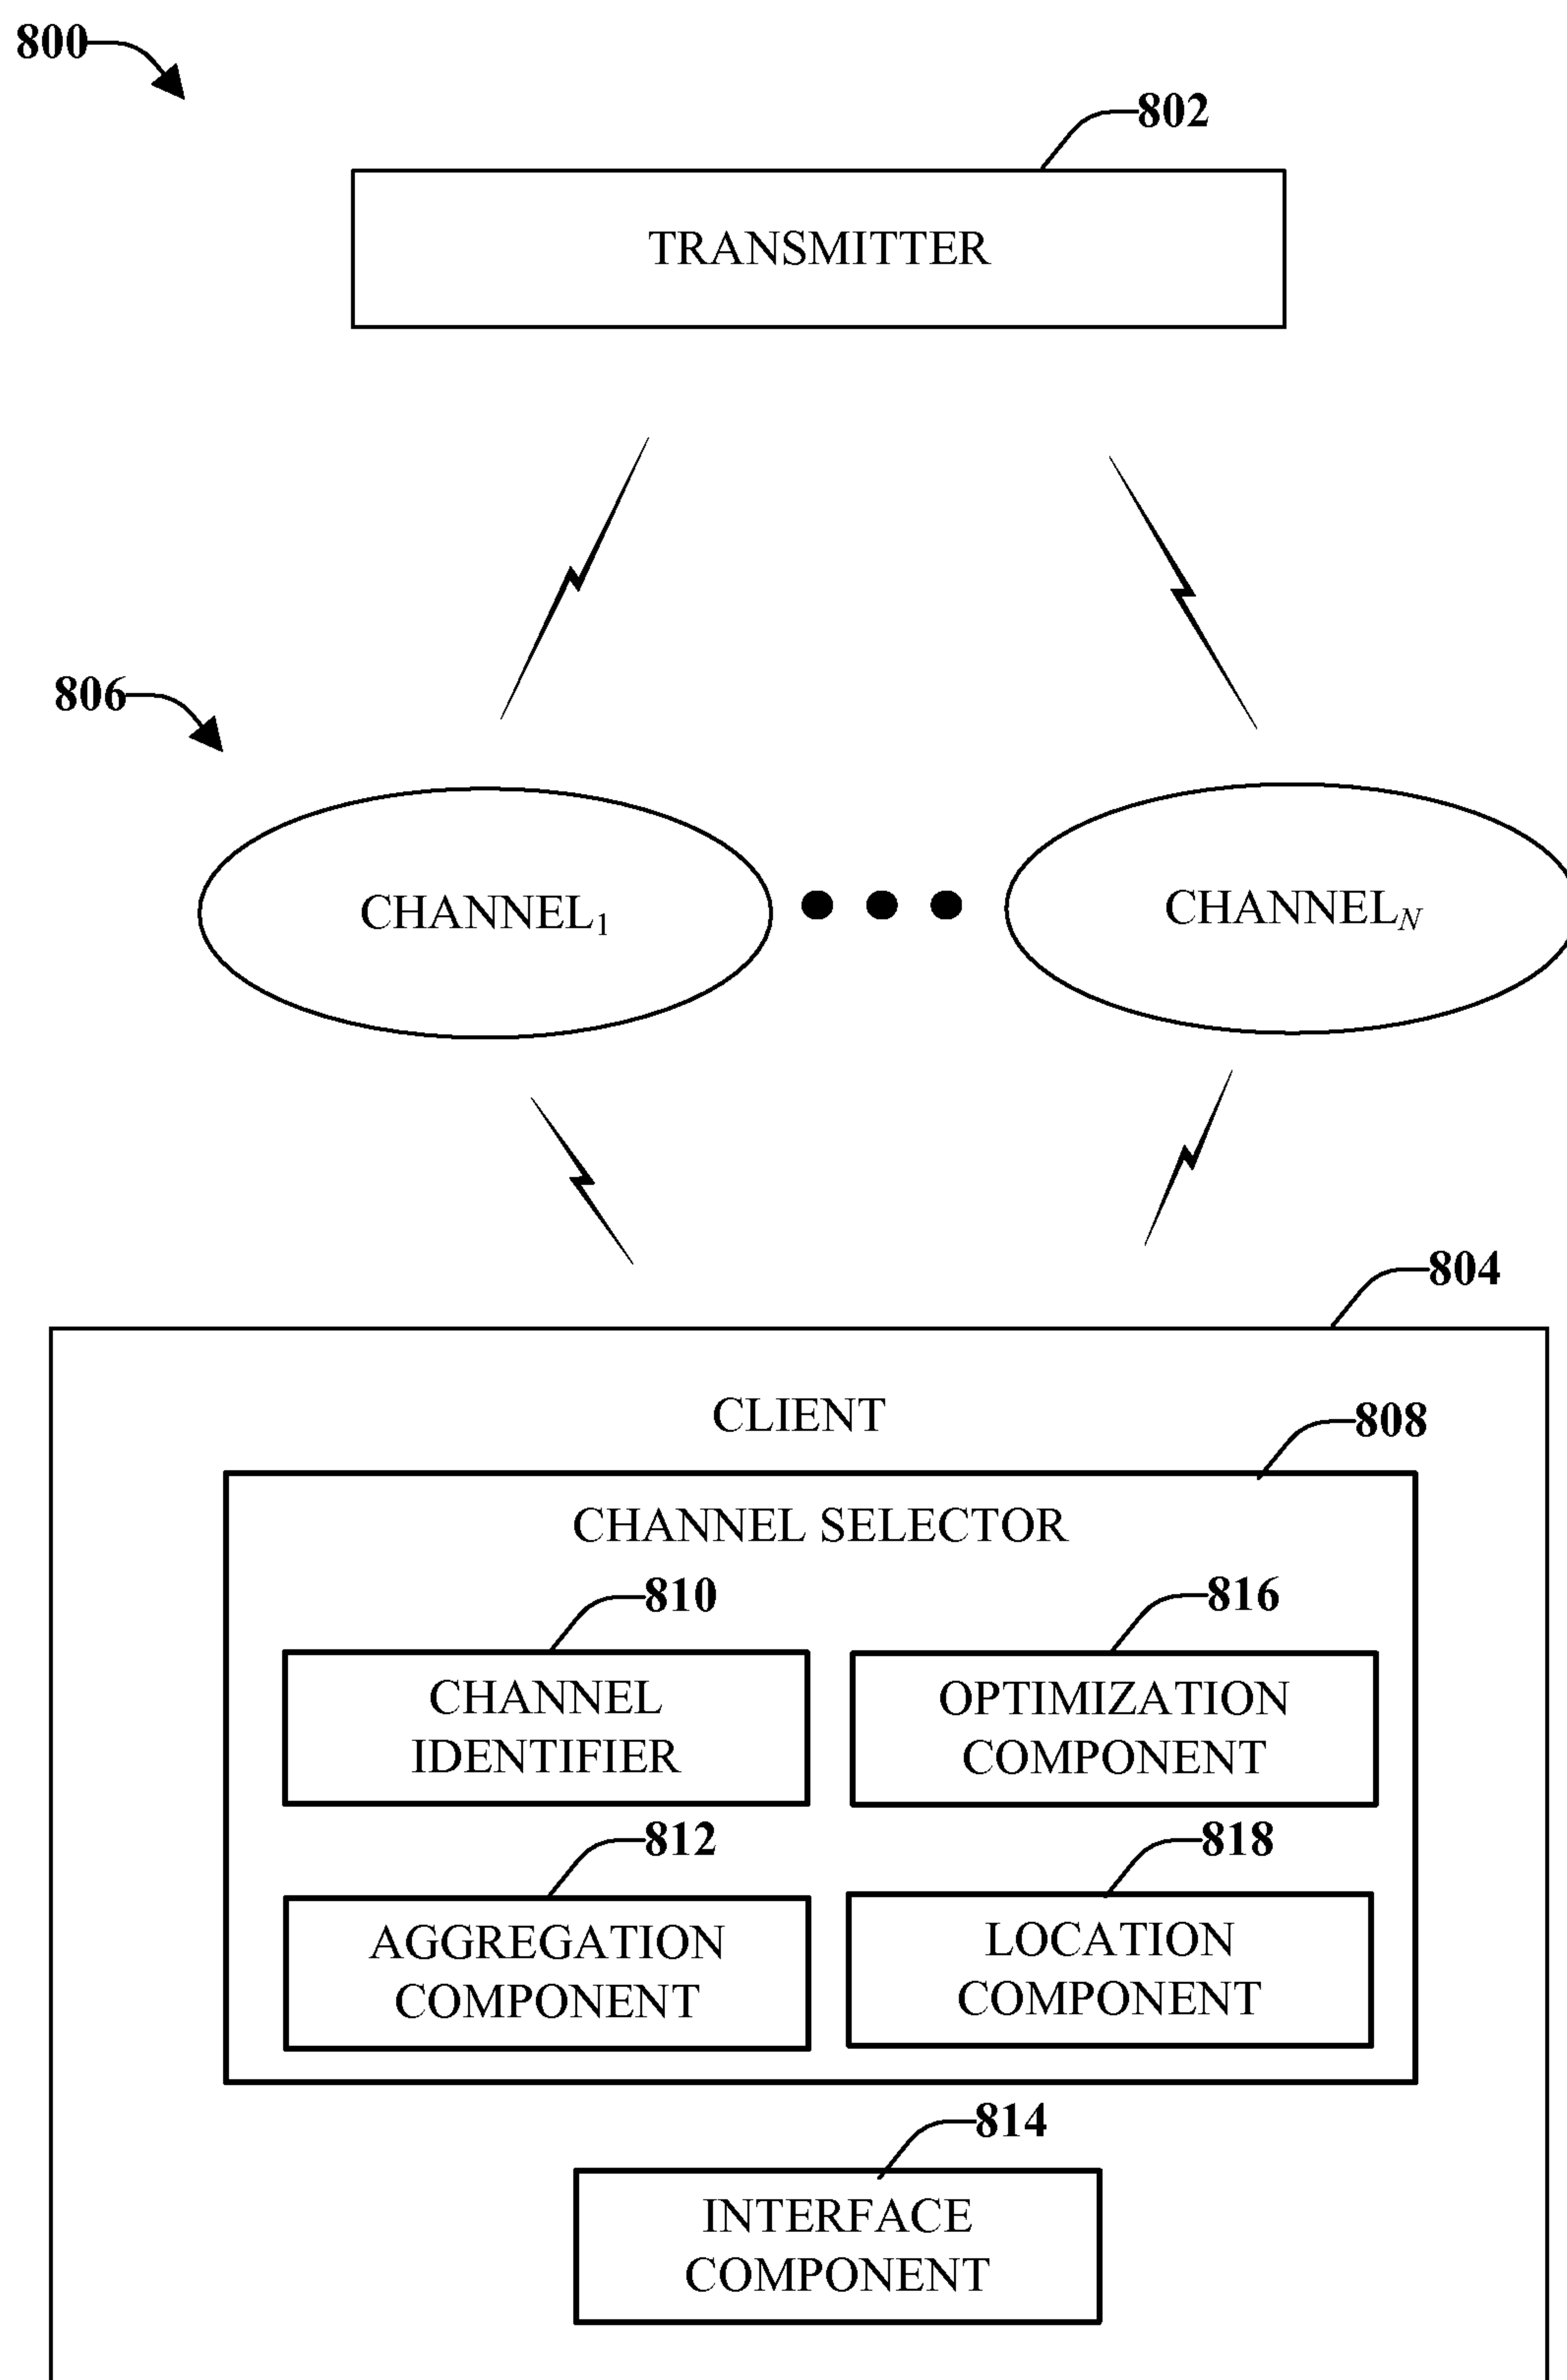 800
802
TRANSMITTER
806
CHANNEL1
CHANNELN
804
CLIENT
808
CHANNEL SELECTOR
810
816
CHANNEL
IDENTIFIER
OPTIMIZATION
COMPONENT
812
818
AGGREGATION
COMPONENT
LOCATION
COMPONENT
814
INTERFACE
COMPONENT